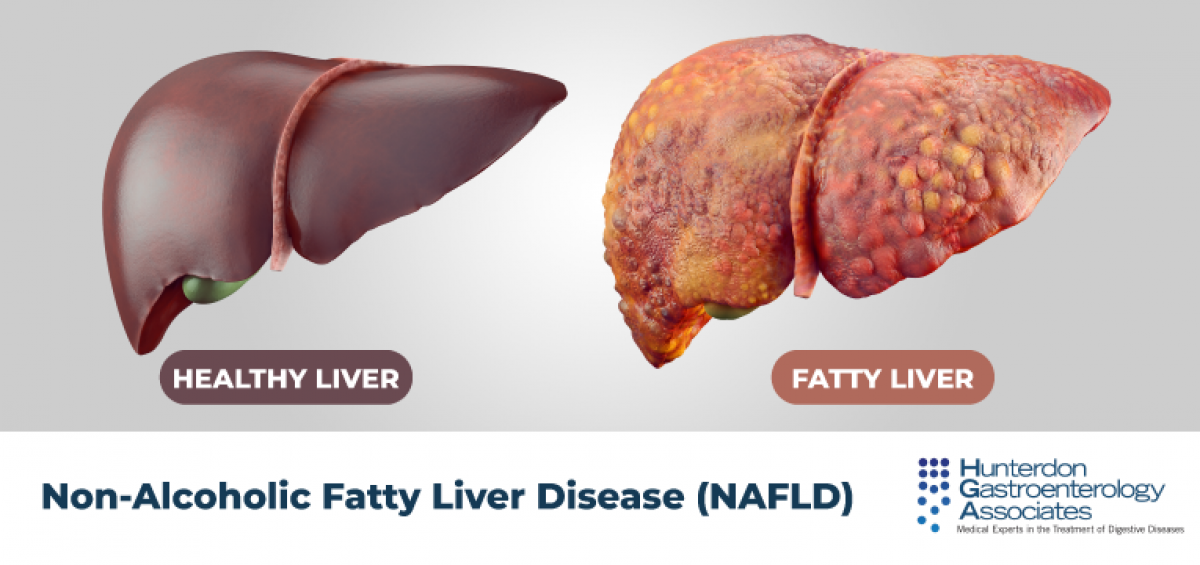 HEALTHY LIVER
FATTY LIVER
Non-Alcoholic Fatty Liver Disease (NAFLD)
Hunterdon
Gastroenterology
Associates
Medical Experts in the Treatment of Digestive Diseases